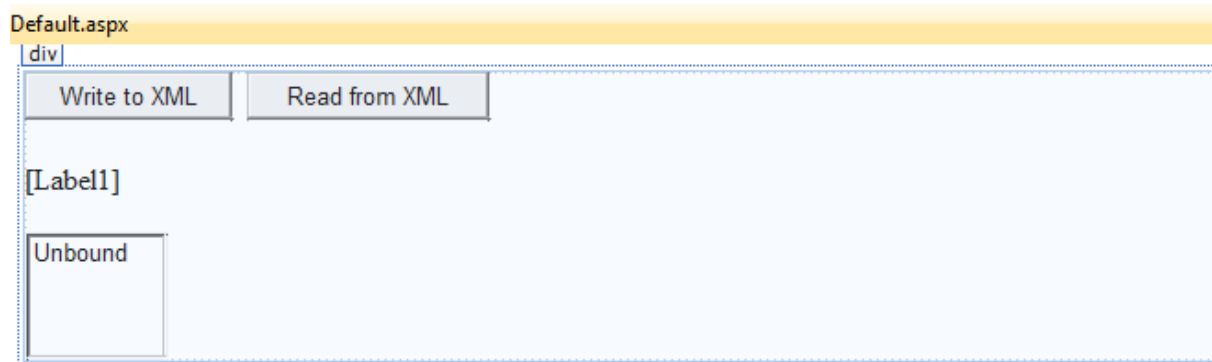 Default.aspx
div
Write to XML Read from XML
[Label1]
Unbound